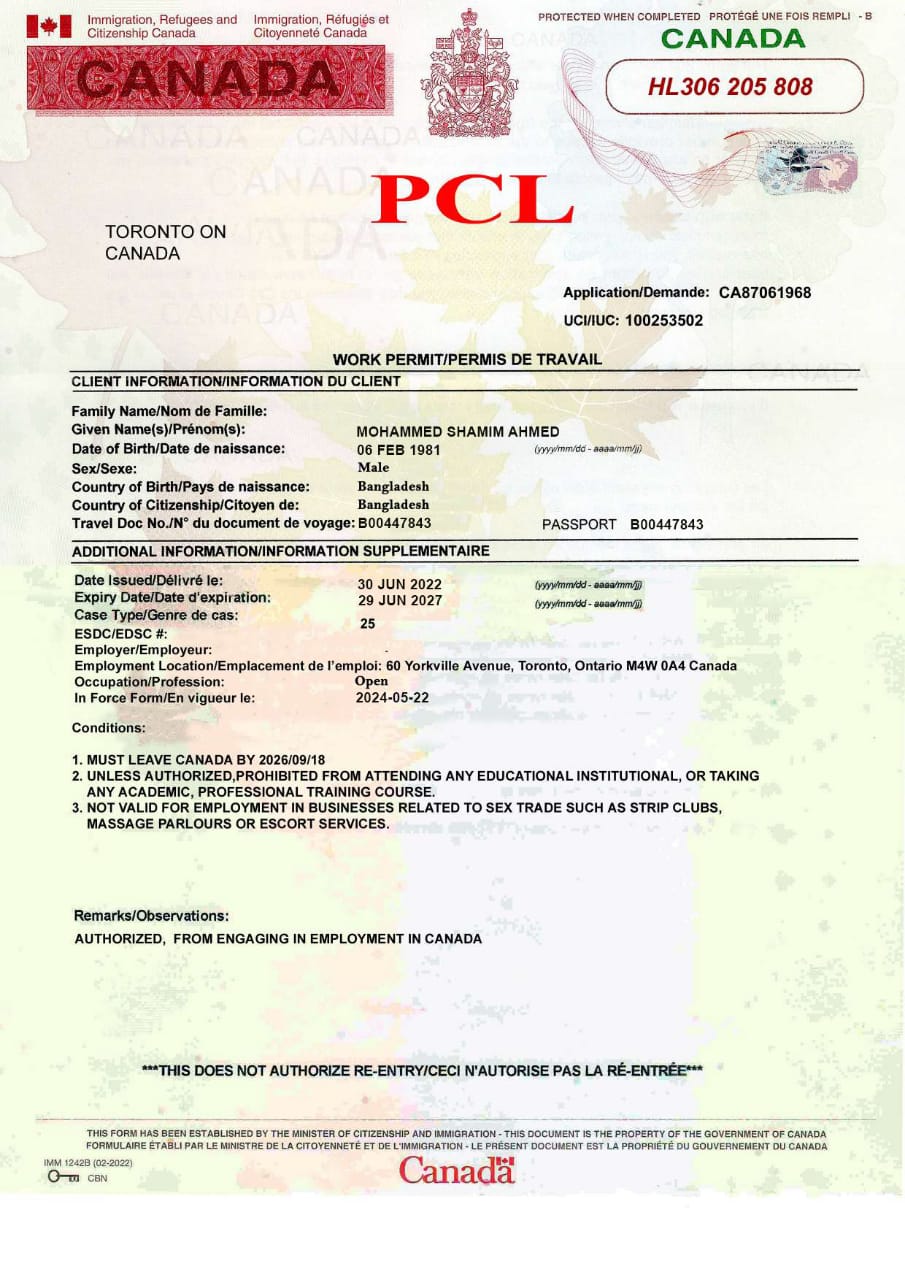 Immigration, Refugees and Citizenship Canada
Immigration, Réfugiés et Citoyenneté Canada
PROTECTED WHEN COMPLETED PROTÉGÉ UNE FOIS REMPLI - B
CANADA
CANADA
HL306 205 808
PCL
TORONTO ON
CANADA
Application/Demande: CA87061968
UCI/IUC: 100253502
WORK PERMIT/PERMIS DE TRAVAIL
CLIENT INFORMATION/INFORMATION DU CLIENT
Family Name/Nom de Famille:
Given Name(s)/Prénom(s): MOHAMMED SHAMIM AHMED
Date of Birth/Date de naissance: 06 FEB 1981 (yyyy/mm/dd - aaaa/mm/jj)
Sex/Sexe: Male
Country of Birth/Pays de naissance: Bangladesh
Country of Citizenship/Citoyen de: Bangladesh
Travel Doc No./N° du document de voyage: B00447843 PASSPORT B00447843
ADDITIONAL INFORMATION/INFORMATION SUPPLEMENTAIRE
Date Issued/Délivré le: 30 JUN 2022 (yyyy/mm/dd - aaaa/mm/jj)
Expiry Date/Date d'expiration: 29 JUN 2027 (yyyy/mm/dd - aaaa/mm/jj)
Case Type/Genre de cas: 25
ESDC/EDSC #:
Employer/Employeur: -
Employment Location/Emplacement de l'emploi: 60 Yorkville Avenue, Toronto, Ontario M4W 0A4 Canada
Occupation/Profession: Open
In Force Form/En vigueur le: 2024-05-22
Conditions:
1. MUST LEAVE CANADA BY 2026/09/18
2. UNLESS AUTHORIZED,PROHIBITED FROM ATTENDING ANY EDUCATIONAL INSTITUTIONAL, OR TAKING
ANY ACADEMIC, PROFESSIONAL TRAINING COURSE.
3. NOT VALID FOR EMPLOYMENT IN BUSINESSES RELATED TO SEX TRADE SUCH AS STRIP CLUBS,
MASSAGE PARLOURS OR ESCORT SERVICES.
Remarks/Observations:
AUTHORIZED, FROM ENGAGING IN EMPLOYMENT IN CANADA
***THIS DOES NOT AUTHORIZE RE-ENTRY/CECI N'AUTORISE PAS LA RÉ-ENTRÉE***
THIS FORM HAS BEEN ESTABLISHED BY THE MINISTER OF CITIZENSHIP AND IMMIGRATION - THIS DOCUMENT IS THE PROPERTY OF THE GOVERNMENT OF CANADA
FORMULAIRE ÉTABLI PAR LE MINISTRE DE LA CITOYENNETÉ ET DE L'IMMIGRATION - LE PRÉSENT DOCUMENT EST LA PROPRIÉTÉ DU GOUVERNEMENT DU CANADA
IMM 1242B (02-2022)
CBN
Canada